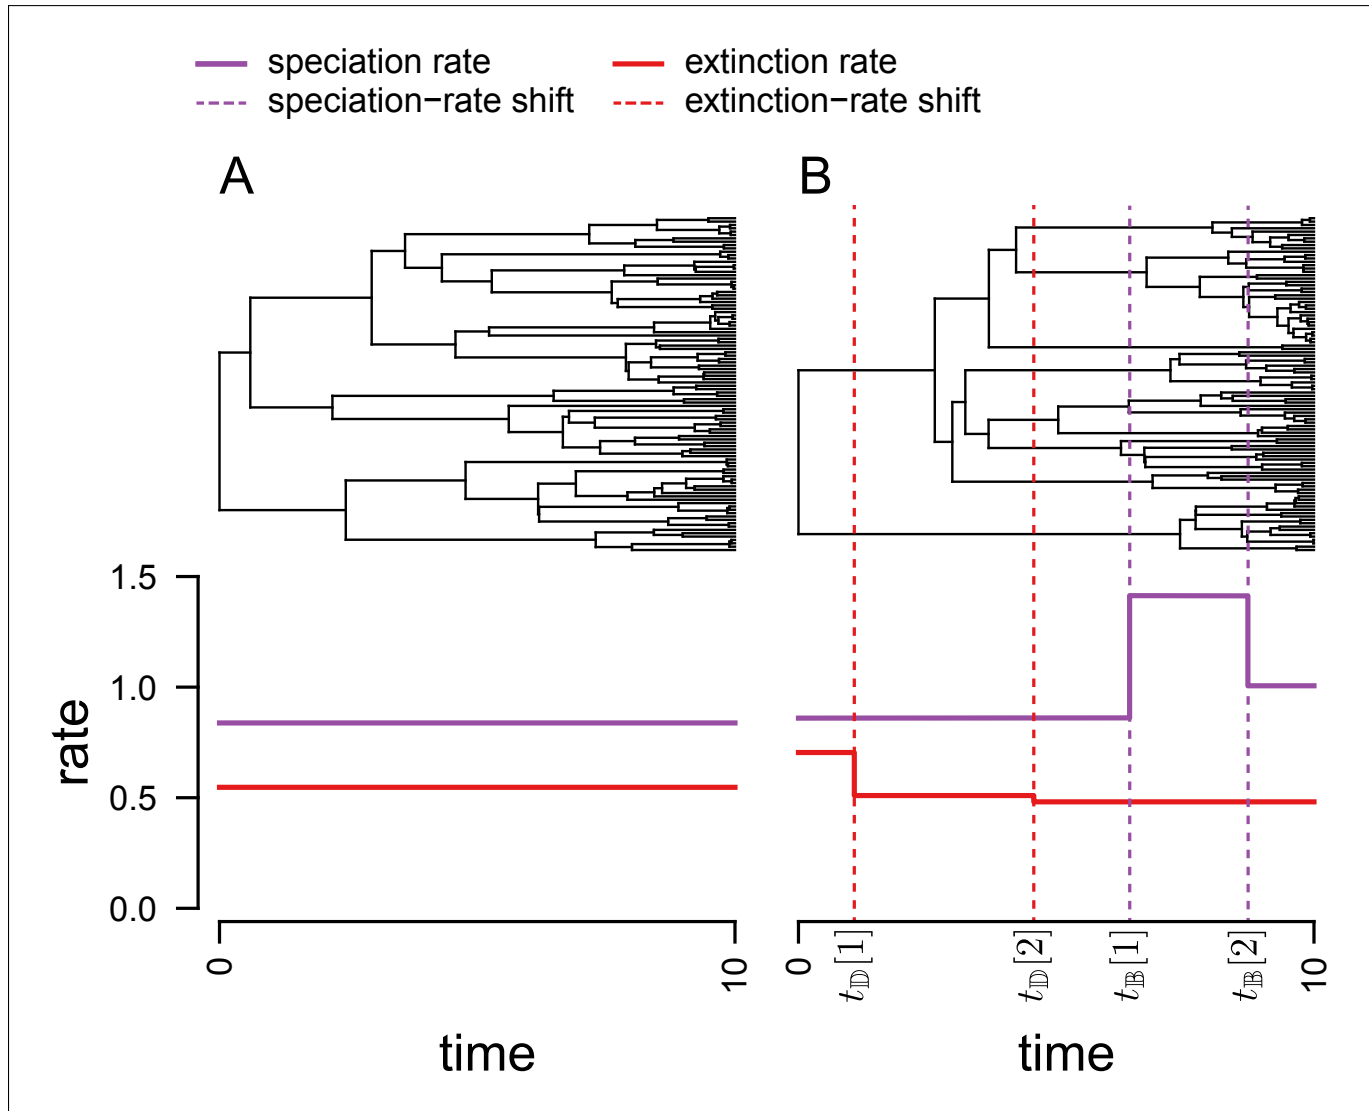 speciation rate extinction rate
speciation−rate shift extinction−rate shift
A B
1.5
1.0
0.5
0.0
rate
0 10 0 t𝔻[1] t𝔻[2] t𝔹[1] t𝔹[2] 10
time time